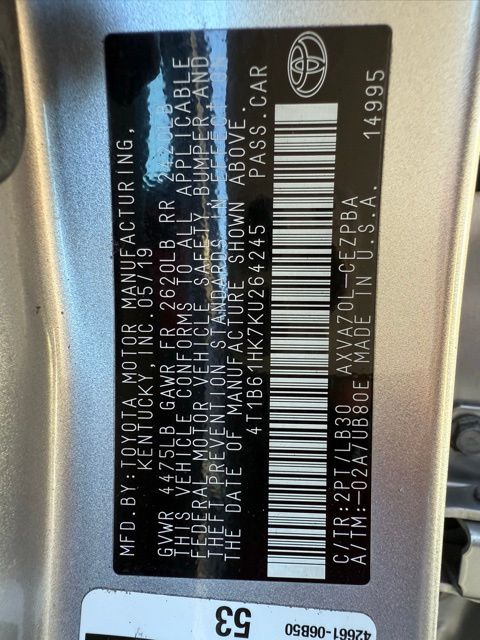 MFD.BY:TOYOTA MOTOR MANUFACTURING,
KENTUCKY, INC. 05/19
GVWR 4475LB GAWR FR 2620LB RR 2420LB
THIS VEHICLE CONFORMS TO ALL APPLICABLE
FEDERAL MOTOR VEHICLE SAFETY, BUMPER AND
THEFT PREVENTION STANDARDS IN EFFECT ON
THE DATE OF MANUFACTURE SHOWN ABOVE.
4T1B61HK7KU264245 PASS.CAR
C/TR:2PT/LB30 AXVA70L-CEZPBA
A/TM:-02A/UB80E MADE IN U.S.A. 14995
53
42661-06B50